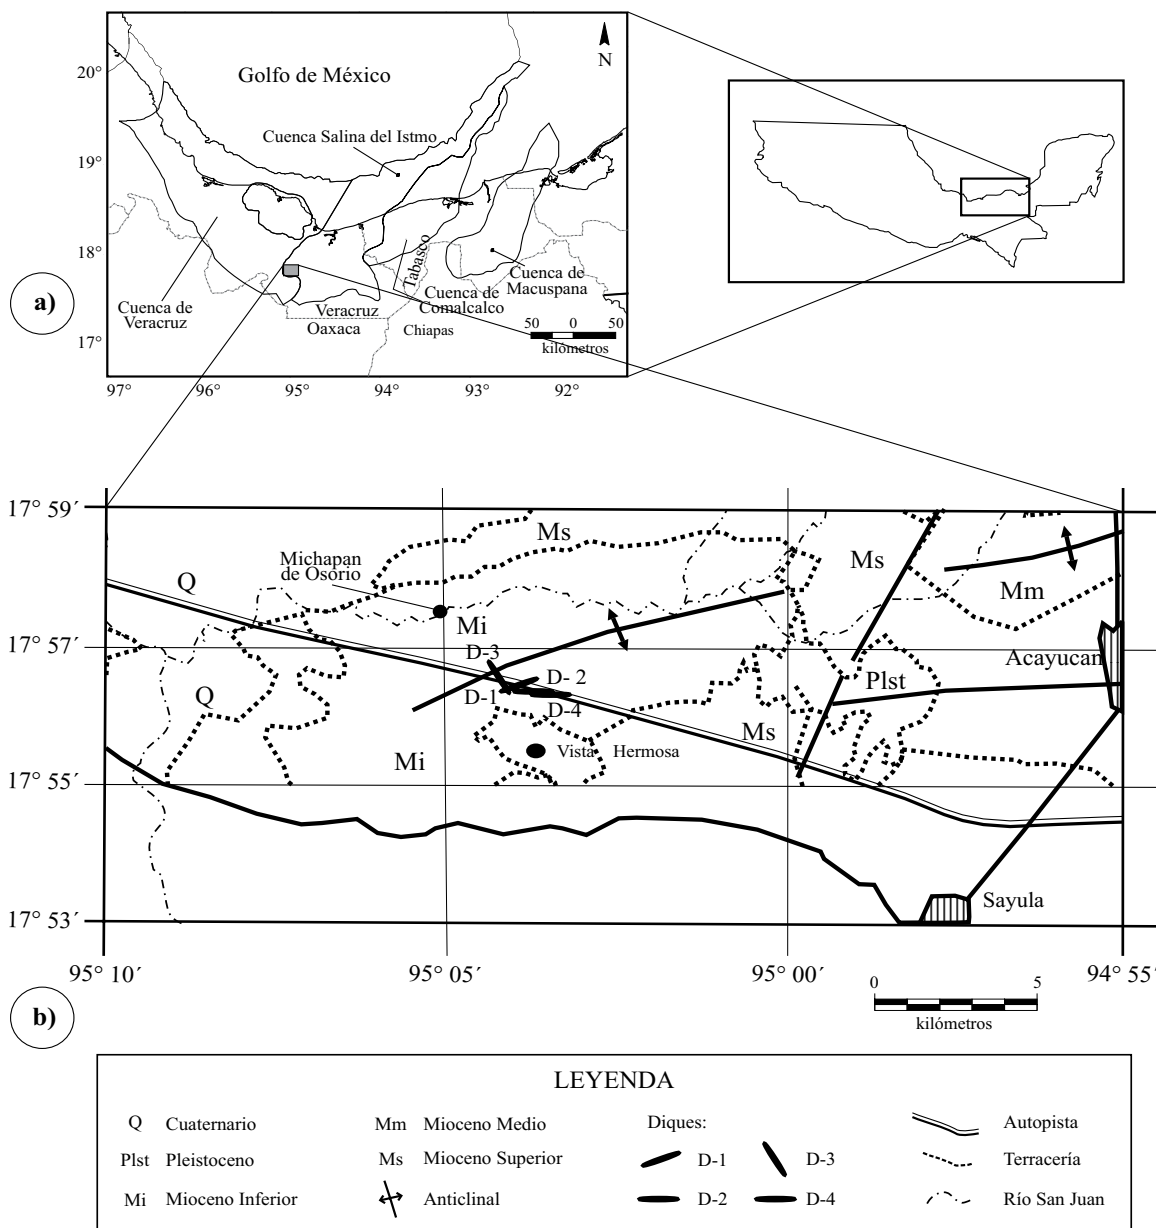 Golfo de México
N
20°
Cuenca Salina del Istmo
19°
18°
Tabasco
a)
Cuenca de
Veracruz
Cuenca de
Macuspana
Cuenca de
Comalcalco
Veracruz
Oaxaca
Chiapas
50 0 50
kilómetros
17°
97° 96° 95° 94° 93° 92°
17° 59´
Ms
Michapan
de Osorio
Ms
Q
Mm
Mi
17° 57´
D-3
Acayucan
D- 2
Plst
D-1
D-4
Q
Ms
Vista Hermosa
Mi
17° 55´
Sayula
17° 53´
95° 10´ 95° 05´ 95° 00´ 94° 55´
0 5
kilómetros
b)
LEYENDA
Q Cuaternario Mm Mioceno Medio Diques: Autopista
Plst Pleistoceno Ms Mioceno Superior D-1 D-3 Terracería
Mi Mioceno Inferior Anticlinal D-2 D-4 Río San Juan